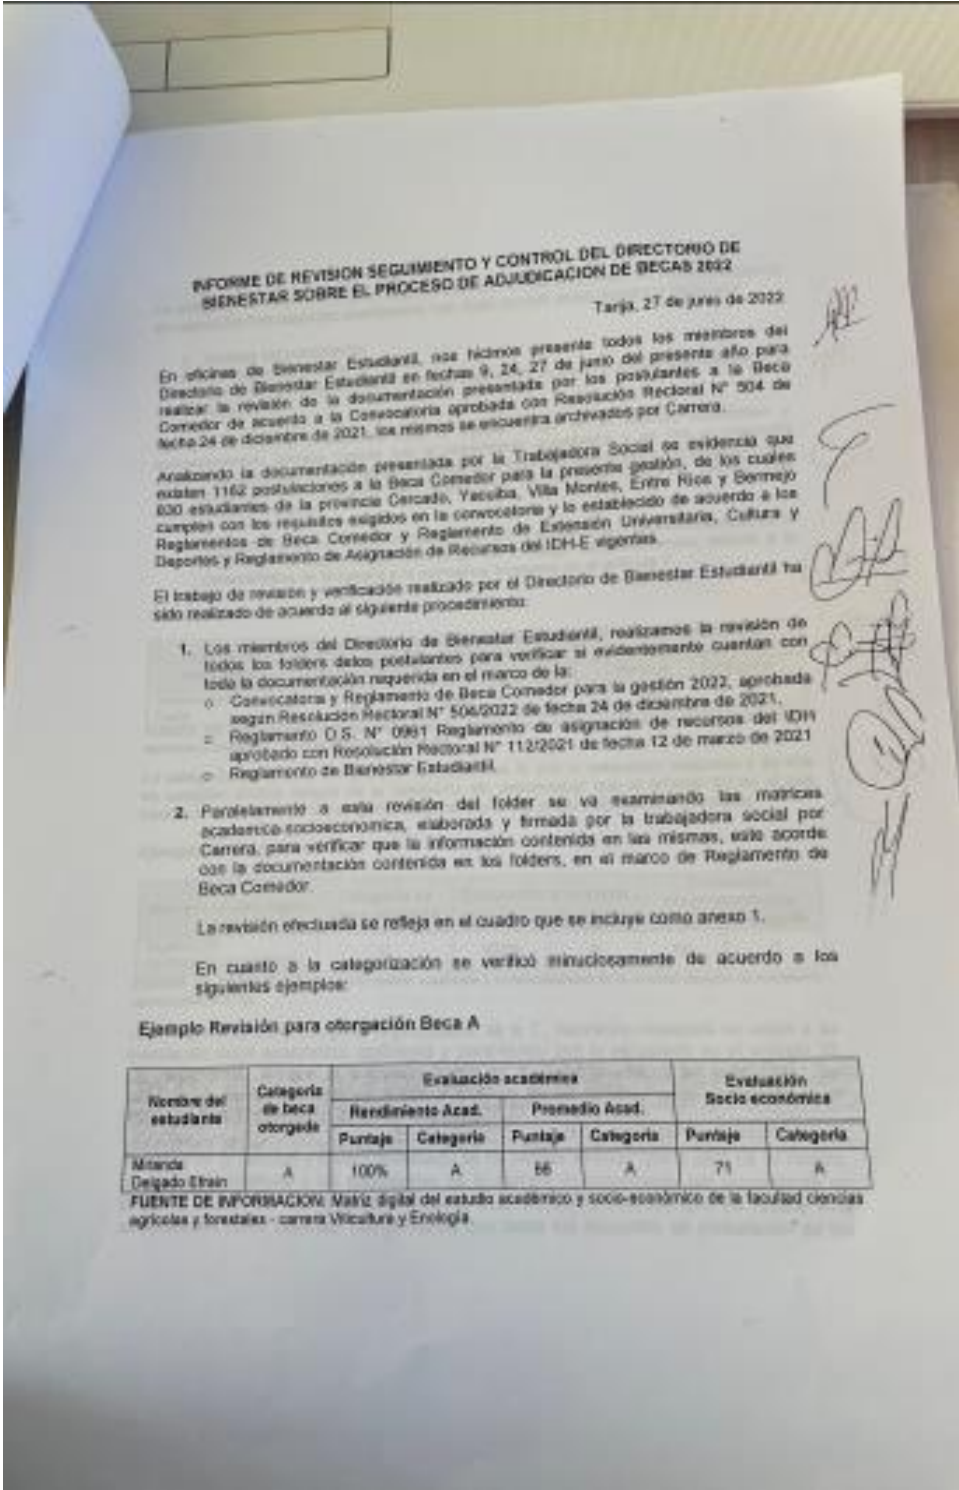 INFORME DE REVISION SEGUIMIENTO Y CONTROL DEL DIRECTORIO DE
BIENESTAR SOBRE EL PROCESO DE ADJUDICACION DE BECAS 2022
Tarija, 27 de junio de 2022
En oficinas de Bienestar Estudiantil, nos hicimos presente todos los miembros del
Directorio de Bienestar Estudiantil en fechas 9, 24, 27 de junio del presente año para
realizar la revisión de la documentación presentada por los postulantes a la Beca
Comedor de acuerdo a la Convocatoria aprobada con Resolución Rectoral N° 504 de
fecha 24 de diciembre de 2021, los mismos se encuentra archivados por Carrera.
Analizando la documentación presentada por la Trabajadora Social se evidencia que
existen 1162 postulaciones a la Beca Comedor para la presente gestión, de los cuales
830 estudiantes de la provincia Cercado, Yacuiba, Villa Montes, Entre Rios y Bermejo
cumplen con los requisitos exigidos en la convocatoria y lo establecido de acuerdo a los
Reglamentos de Beca Comedor y Reglamento de Extensión Universitaria, Cultura y
Deportes y Reglamento de Asignación de Recursos del IDH-E vigentes.
El trabajo de revisión y verificación realizado por el Directorio de Bienestar Estudiantil ha
sido realizado de acuerdo al siguiente procedimiento:
1. Los miembros del Directorio de Bienestar Estudiantil, realizamos la revisión de
todos los folders delos postulantes para verificar si evidentemente cuentan con
toda la documentación requerida en el marco de la:
o Convocatoria y Reglamento de Beca Comedor para la gestión 2022, aprobada
según Resolución Rectoral N° 504/2022 de fecha 24 de diciembre de 2021,
o Reglamento D.S. N° 0961 Reglamento de asignación de recursos del IDH
aprobado con Resolución Rectoral N° 112/2021 de fecha 12 de marzo de 2021
o Reglamento de Bienestar Estudiantil.
2. Paralelamente a esta revisión del folder se va examinando las matrices
academica-socioeconomica, elaborada y firmada por la trabajadora social por
Carrera, para verificar que la información contenida en las mismas, este acorde
con la documentación contenida en los folders, en el marco de Reglamento de
Beca Comedor.
La revisión efectuada se refleja en el cuadro que se incluye como anexo 1.
En cuanto a la categorización se verificó minuciosamente de acuerdo a los
siguientes ejemplos:
Ejemplo Revisión para otorgación Beca A
Nombre del estudiante Categoría de beca otorgada Evaluación académica Evaluación Socio económica
Rendimiento Acad. Promedio Acad.
Puntaje Categoría Puntaje Categoría Puntaje Categoría
Miranda Delgado Efrain A 100% A 66 A 71 A
FUENTE DE INFORMACION: Matriz digital del estudio académico y socio-económico de la facultad ciencias
agrícolas y forestales - carrera Viticultura y Enología.